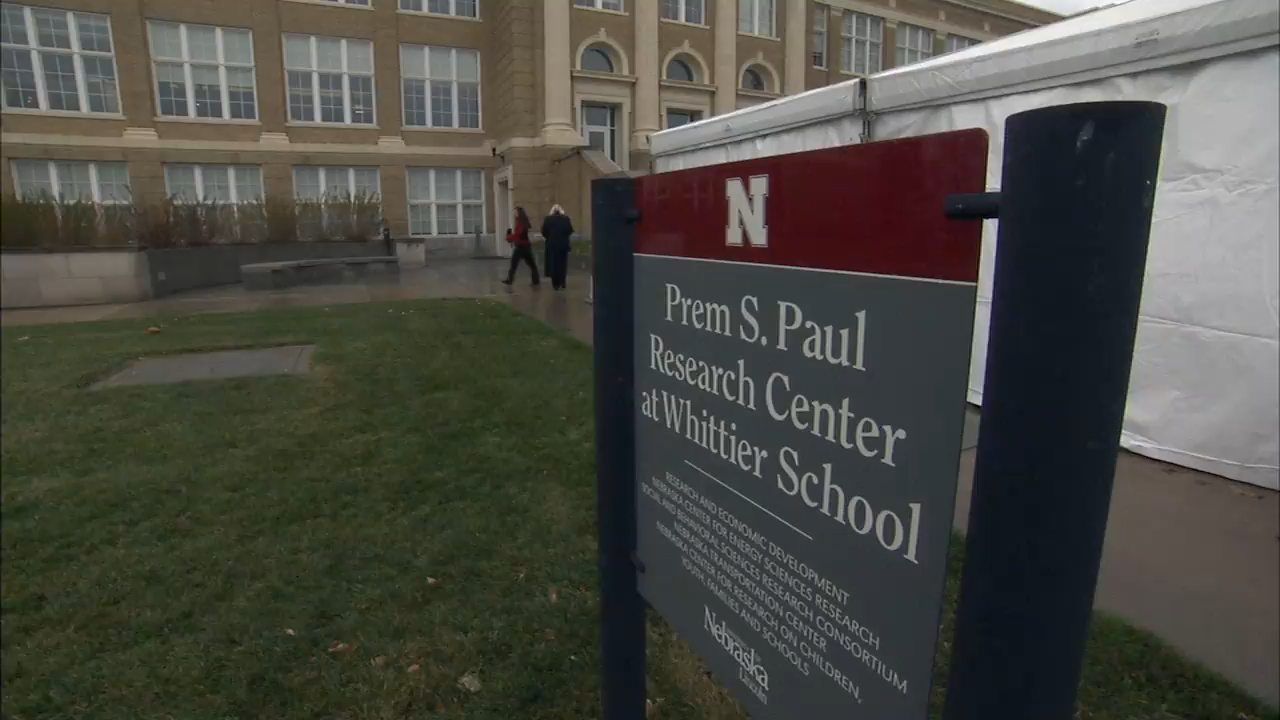 N
Prem S. Paul
Research Center
at Whittier School
RESEARCH AND ECONOMIC DEVELOPMENT
NEBRASKA CENTER FOR ENERGY SCIENCES RESEARCH
SOCIAL AND BEHAVIORAL SCIENCES RESEARCH CONSORTIUM
NEBRASKA TRANSPORTATION CENTER
NEBRASKA CENTER FOR RESEARCH ON CHILDREN,
YOUTH, FAMILIES AND SCHOOLS
Nebraska
Lincoln